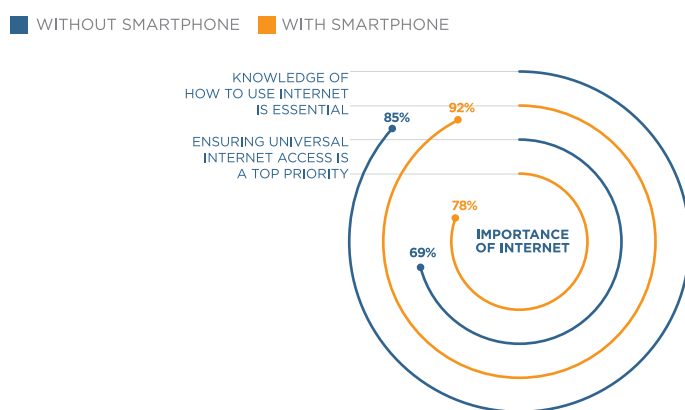 WITHOUT SMARTPHONE
WITH SMARTPHONE
KNOWLEDGE OF
HOW TO USE INTERNET
IS ESSENTIAL
85%
92%
ENSURING UNIVERSAL
INTERNET ACCESS IS
A TOP PRIORITY
78%
69%
IMPORTANCE
OF INTERNET